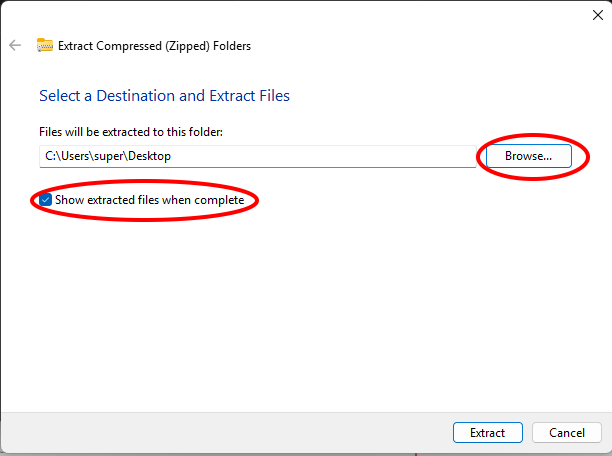 Extract Compressed (Zipped) Folders
Select a Destination and Extract Files
Files will be extracted to this folder:
C:\Users\super\Desktop
Browse...
Show extracted files when complete
Extract
Cancel